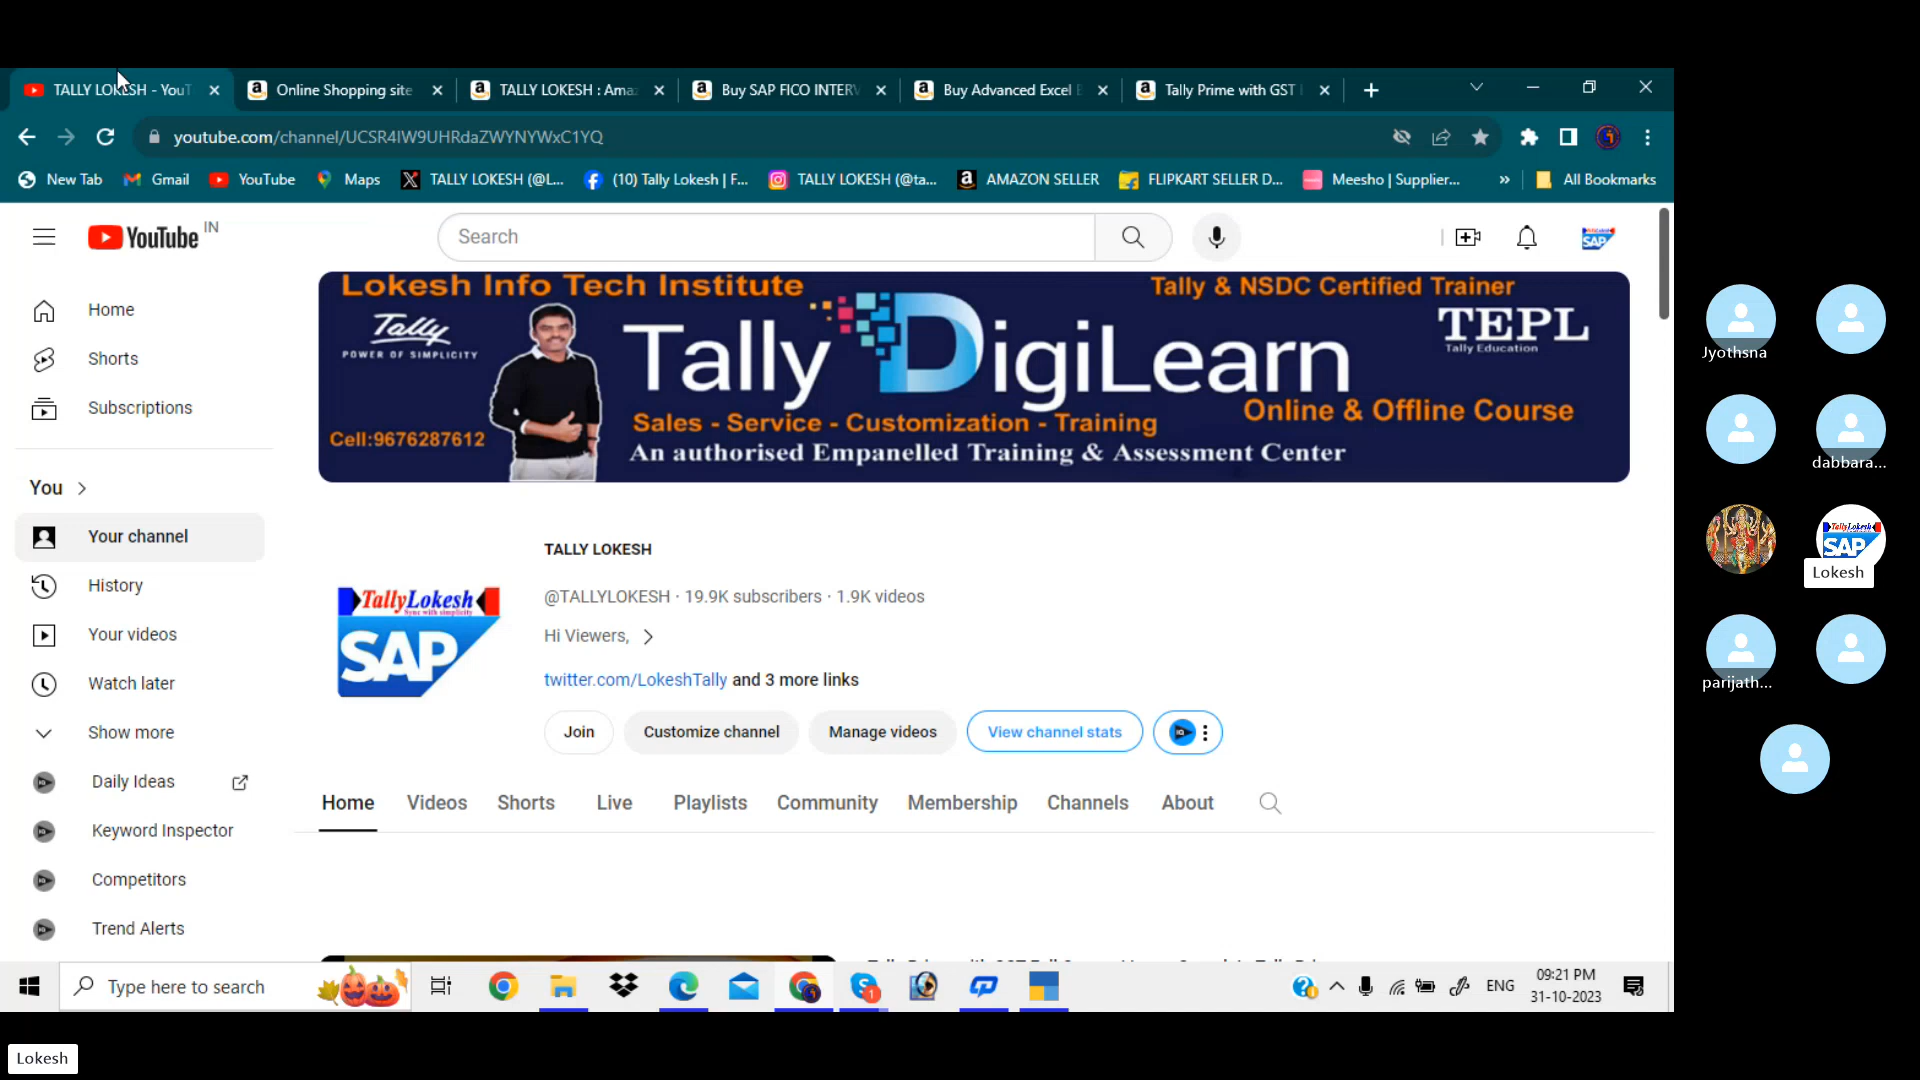 TALLY LOKESH - YouT
Online Shopping site
TALLY LOKESH : Ama
Buy SAP FICO INTERV
Buy Advanced Excel
Tally Prime with GST
youtube.com/channel/UCSR4IW9UHRdaZWYNYWxC1YQ
New Tab
Gmail
YouTube
Maps
TALLY LOKESH (@L...
(10) Tally Lokesh | F...
TALLY LOKESH (@ta...
AMAZON SELLER
FLIPKART SELLER D...
Meesho | Supplier...
»
All Bookmarks
YouTube IN
Search
Home
Shorts
Subscriptions
You
Your channel
History
Your videos
Watch later
Show more
Daily Ideas
Keyword Inspector
Competitors
Trend Alerts
Lokesh Info Tech Institute
Tally & NSDC Certified Trainer
Tally
POWER OF SIMPLICITY
Tally DigiLearn
TEPL
Tally Education
Sales - Service - Customization - Training
Online & Offline Course
Cell:9676287612
An authorised Empanelled Training & Assessment Center
TallyLokesh
Sync with simplicity
SAP
TALLY LOKESH
@TALLYLOKESH · 19.9K subscribers · 1.9K videos
Hi Viewers,
twitter.com/LokeshTally and 3 more links
Join
Customize channel
Manage videos
View channel stats
Home
Videos
Shorts
Live
Playlists
Community
Membership
Channels
About
Type here to search
ENG
09:21 PM
31-10-2023
Jyothsna
dabbara...
TallyLokesh
SAP
Lokesh
parijath...
Lokesh